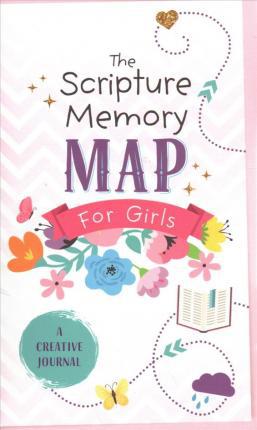 The
Scripture
Memory
MAP
For Girls
A
CREATIVE
JOURNAL